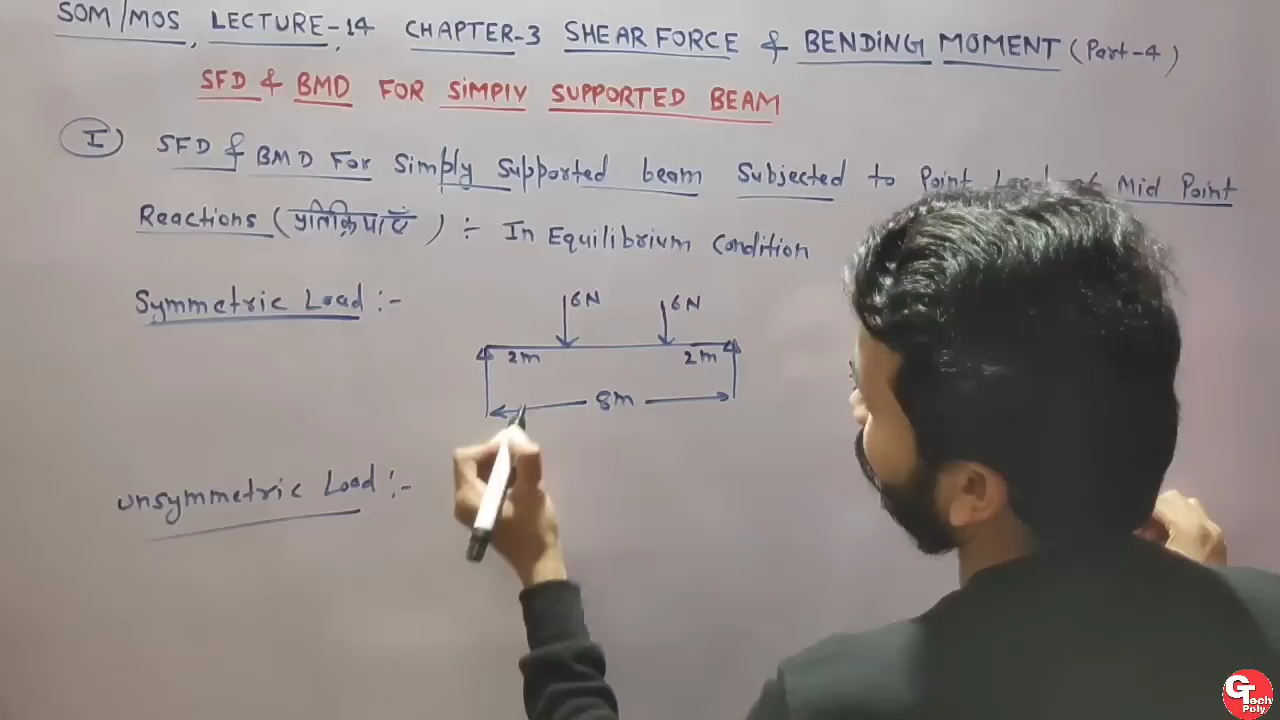 SOM/MOS, LECTURE-14 CHAPTER-3 SHEAR FORCE & BENDING MOMENT (Part-4)
SFD & BMD FOR SIMPLY SUPPORTED BEAM
I) SFD & BMD For Simply Supported beam Subjected to Point Mid Point
Reactions (प्रतिक्रियाएँ) :- In Equilibrium Condition
Symmetric Load :-
6N 6N
2m 2m
8m
unsymmetric Load :-
GTech Poly